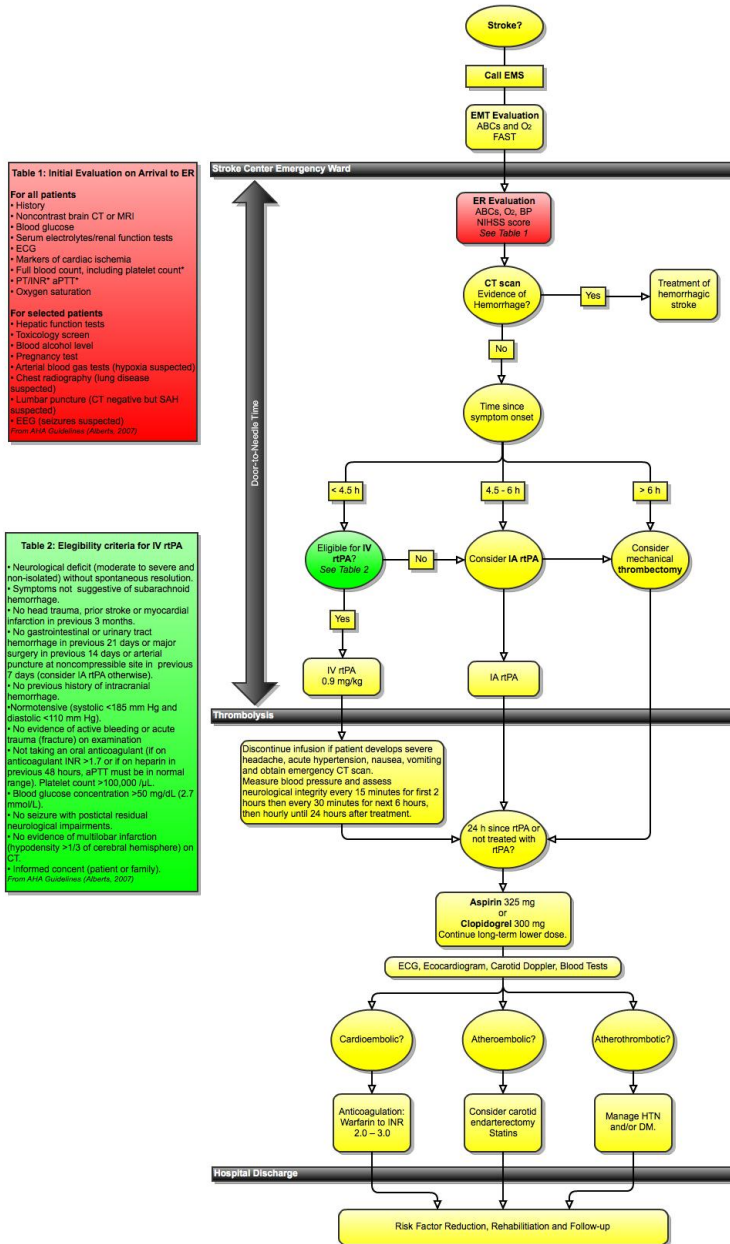 Stroke?
Call EMS
EMT Evaluation
ABCs and O₂
FAST
Stroke Center Emergency Ward
Table 1: Initial Evaluation on Arrival to ER
For all patients
• History
• Noncontrast brain CT or MRI
• Blood glucose
• Serum electrolytes/renal function tests
• ECG
• Markers of cardiac ischemia
• Full blood count, including platelet count*
• PT/INR* aPTT*
• Oxygen saturation
For selected patients
• Hepatic function tests
• Toxicology screen
• Blood alcohol level
• Pregnancy test
• Arterial blood gas tests (hypoxia suspected)
• Chest radiography (lung disease
suspected)
• Lumbar puncture (CT negative but SAH
suspected)
• EEG (seizures suspected)
From AHA Guidelines (Alberts, 2007)
Door-to-Needle Time
ER Evaluation
ABCs, O₂, BP
NIHSS score
See Table 1
CT scan
Evidence of
Hemorrhage?
Yes
Treatment of
hemorrhagic
stroke
No
Time since
symptom onset
< 4.5 h
4.5 - 6 h
> 6 h
Eligible for IV
rtPA?
See Table 2
No
Consider IA rtPA
Consider
mechanical
thrombectomy
Yes
IV rtPA
0.9 mg/kg
IA rtPA
Table 2: Elegibility criteria for IV rtPA
• Neurological deficit (moderate to severe and
non-isolated) without spontaneous resolution.
• Symptoms not suggestive of subarachnoid
hemorrhage.
• No head trauma, prior stroke or myocardial
infarction in previous 3 months.
• No gastrointestinal or urinary tract
hemorrhage in previous 21 days or major
surgery in previous 14 days or arterial
puncture at noncompressible site in previous
7 days (consider IA rtPA otherwise).
• No previous history of intracranial
hemorrhage.
•Normotensive (systolic <185 mm Hg and
diastolic <110 mm Hg).
• No evidence of active bleeding or acute
trauma (fracture) on examination
• Not taking an oral anticoagulant (if on
anticoagulant INR >1.7 or if on heparin in
previous 48 hours, aPTT must be in normal
range). Platelet count >100,000 /µL.
• Blood glucose concentration >50 mg/dL (2.7
mmol/L).
• No seizure with postictal residual
neurological impairments.
• No evidence of multilobar infarction
(hypodensity >1/3 of cerebral hemisphere) on
CT.
• Informed concent (patient or family).
From AHA Guidelines (Alberts, 2007)
Thrombolysis
Discontinue infusion if patient develops severe
headache, acute hypertension, nausea, vomiting
and obtain emergency CT scan.
Measure blood pressure and assess
neurological integrity every 15 minutes for first 2
hours then every 30 minutes for next 6 hours,
then hourly until 24 hours after treatment.
24 h since rtPA or
not treated with
rtPA?
Aspirin 325 mg
or
Clopidogrel 300 mg
Continue long-term lower dose.
ECG, Ecocardiogram, Carotid Doppler, Blood Tests
Cardioembolic?
Atheroembolic?
Atherothrombotic?
Anticoagulation:
Warfarin to INR
2.0 – 3.0
Consider carotid
endarterectomy
Statins
Manage HTN
and/or DM.
Hospital Discharge
Risk Factor Reduction, Rehabilitiation and Follow-up